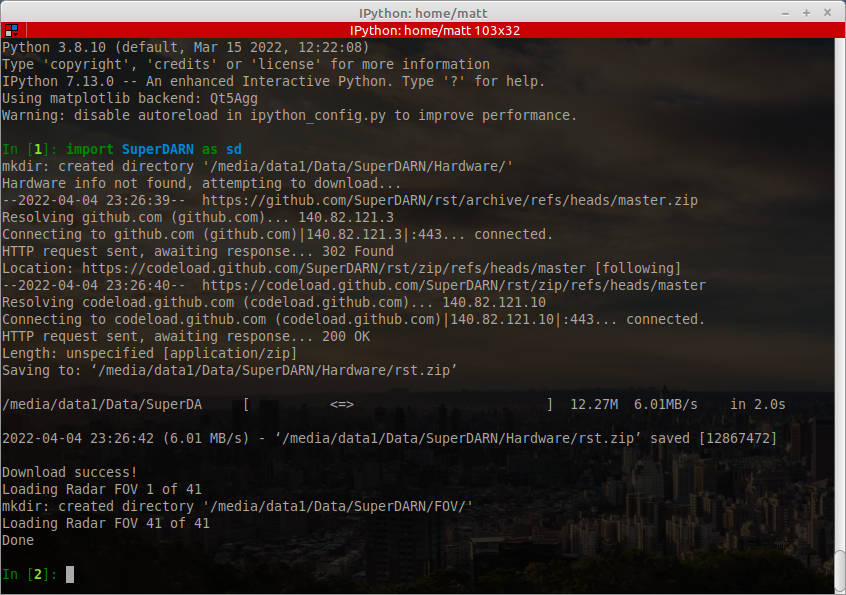 IPython: home/matt
IPython: home/matt 103x32
Python 3.8.10 (default, Mar 15 2022, 12:22:08)
Type 'copyright', 'credits' or 'license' for more information
IPython 7.13.0 -- An enhanced Interactive Python. Type '?' for help.
Using matplotlib backend: Qt5Agg
Warning: disable autoreload in ipython_config.py to improve performance.
In [1]: import SuperDARN as sd
mkdir: created directory '/media/data1/Data/SuperDARN/Hardware/'
Hardware info not found, attempting to download...
--2022-04-04 23:26:39--  https://github.com/SuperDARN/rst/archive/refs/heads/master.zip
Resolving github.com (github.com)... 140.82.121.3
Connecting to github.com (github.com)|140.82.121.3|:443... connected.
HTTP request sent, awaiting response... 302 Found
Location: https://codeload.github.com/SuperDARN/rst/zip/refs/heads/master [following]
--2022-04-04 23:26:40--  https://codeload.github.com/SuperDARN/rst/zip/refs/heads/master
Resolving codeload.github.com (codeload.github.com)... 140.82.121.10
Connecting to codeload.github.com (codeload.github.com)|140.82.121.10|:443... connected.
HTTP request sent, awaiting response... 200 OK
Length: unspecified [application/zip]
Saving to: ‘/media/data1/Data/SuperDARN/Hardware/rst.zip’
/media/data1/Data/SuperDA     [          <=>                        ]  12.27M  6.01MB/s    in 2.0s
2022-04-04 23:26:42 (6.01 MB/s) - ‘/media/data1/Data/SuperDARN/Hardware/rst.zip’ saved [12867472]
Download success!
Loading Radar FOV 1 of 41
mkdir: created directory '/media/data1/Data/SuperDARN/FOV/'
Loading Radar FOV 41 of 41
Done
In [2]: